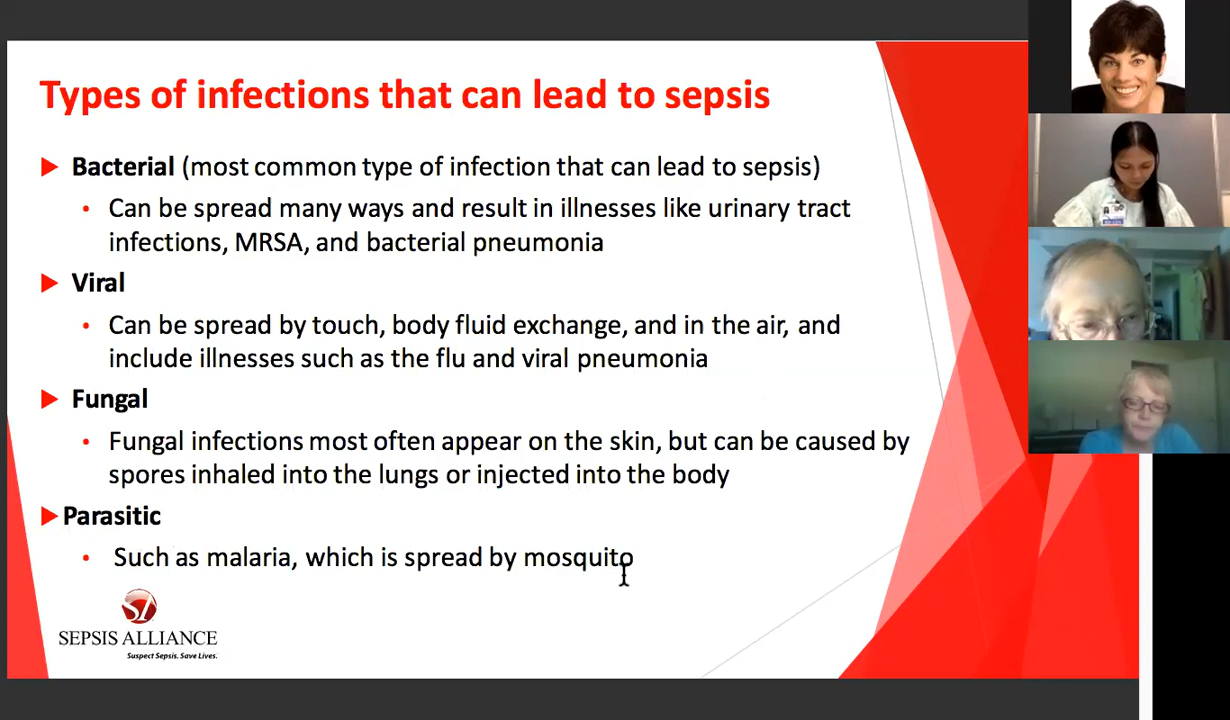 Types of infections that can lead to sepsis
Bacterial (most common type of infection that can lead to sepsis)
• Can be spread many ways and result in illnesses like urinary tract
infections, MRSA, and bacterial pneumonia
Viral
• Can be spread by touch, body fluid exchange, and in the air, and
include illnesses such as the flu and viral pneumonia
Fungal
• Fungal infections most often appear on the skin, but can be caused by
spores inhaled into the lungs or injected into the body
Parasitic
• Such as malaria, which is spread by mosquito
SA
SEPSIS ALLIANCE
Suspect Sepsis. Save Lives.